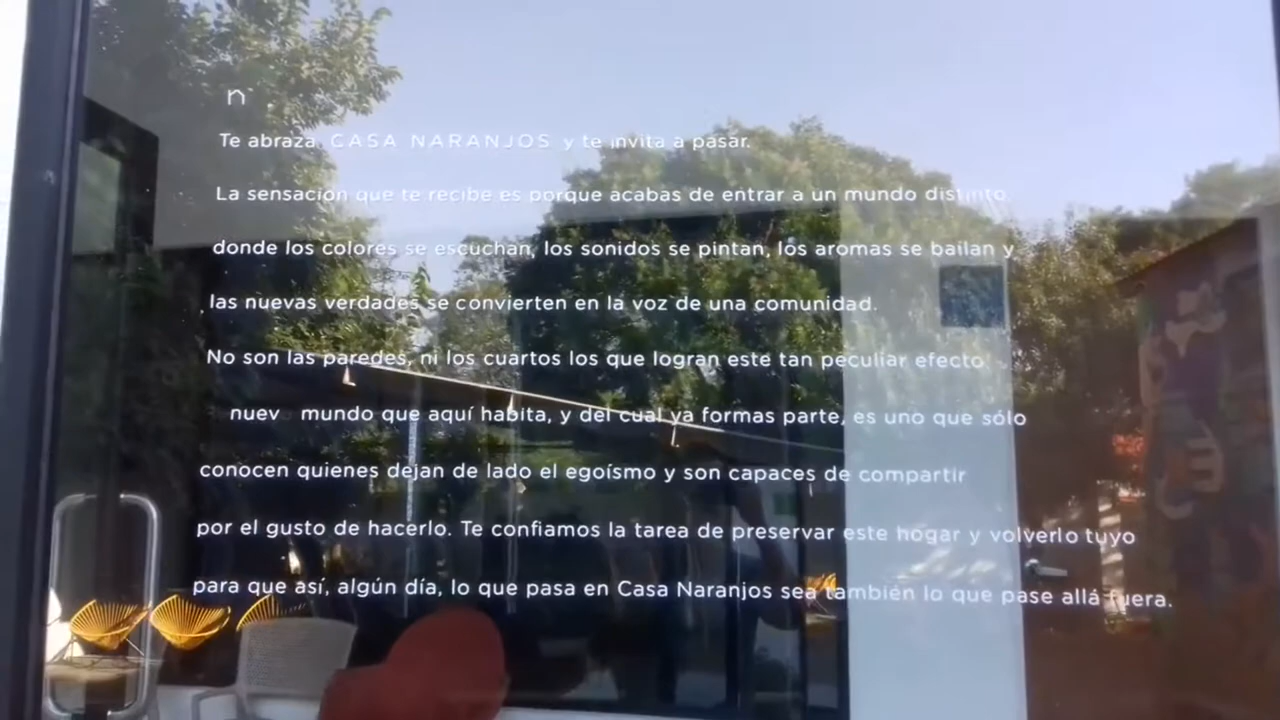 n
Te abraza CASA NARANJOS y te invita a pasar.
La sensación que te recibe es porque acabas de entrar a un mundo distinto
donde los colores se escuchan, los sonidos se pintan, los aromas se bailan y
las nuevas verdades se convierten en la voz de una comunidad.
No son las paredes, ni los cuartos los que logran este tan peculiar efecto.
nuev mundo que aquí habita, y del cual ya formas parte, es uno que sólo
conocen quienes dejan de lado el egoísmo y son capaces de compartir
por el gusto de hacerlo. Te confiamos la tarea de preservar este hogar y volverlo tuyo
para que así, algún día, lo que pasa en Casa Naranjos sea también lo que pase allá fuera.